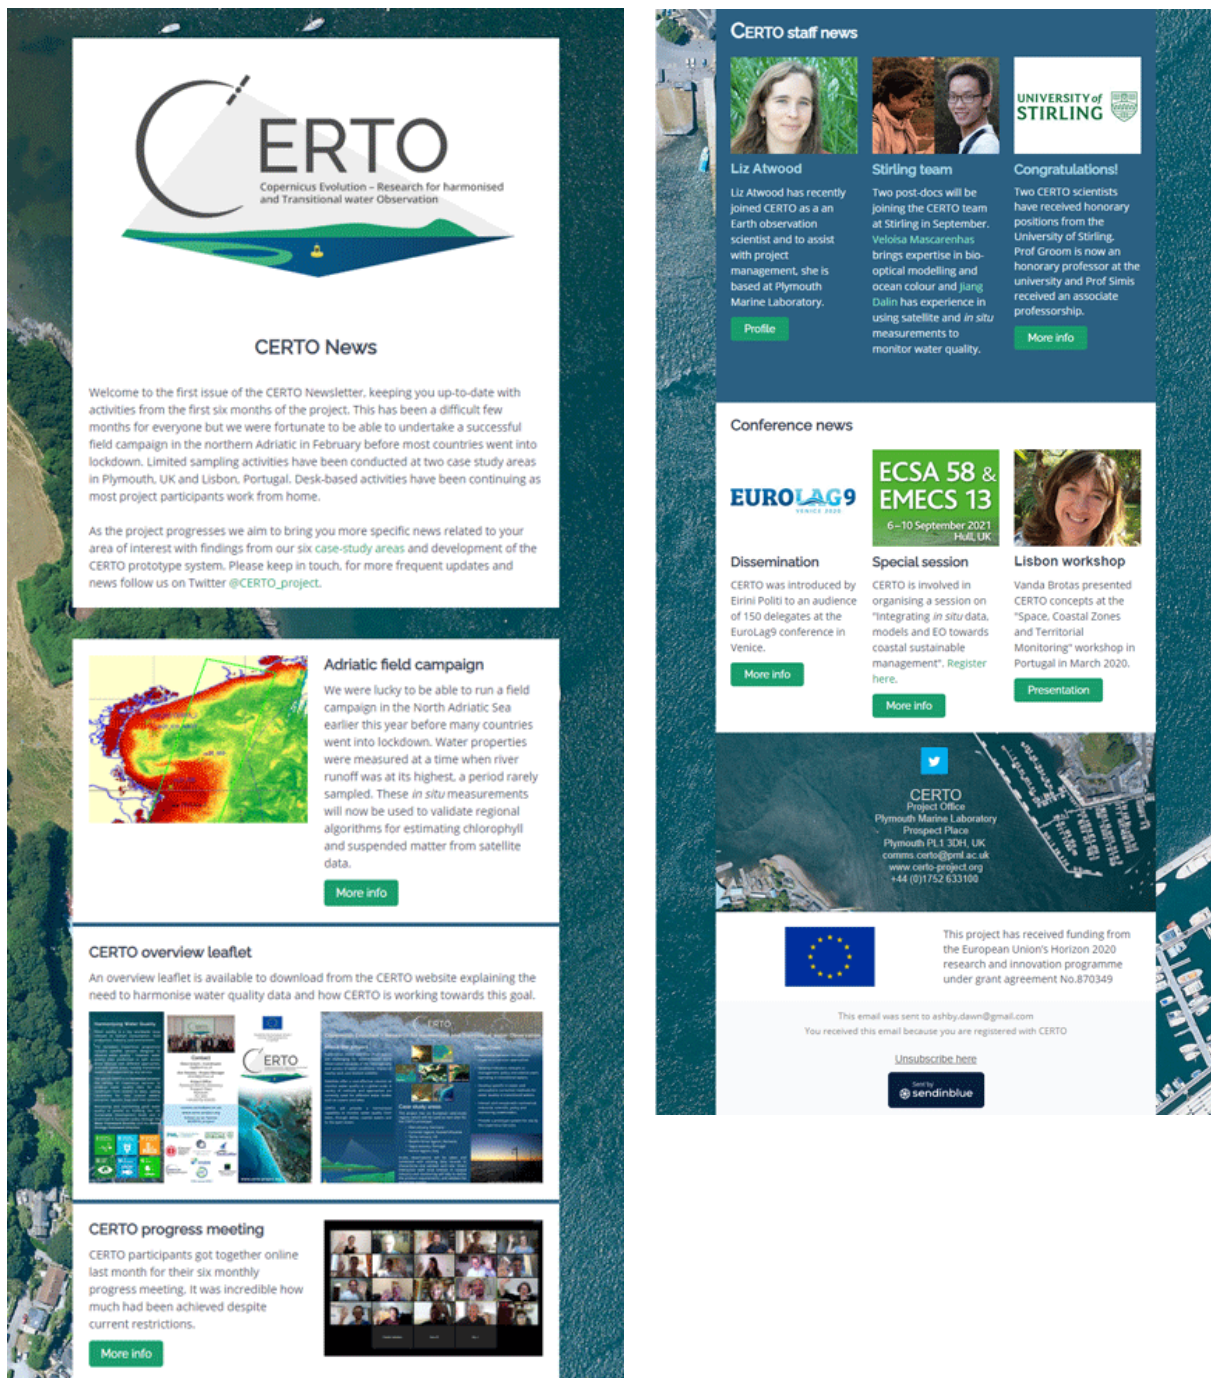 CERTO
Copernicus Evolution – Research for harmonised
and Transitional water Observation
CERTO News
Welcome to the first issue of the CERTO Newsletter, keeping you up-to-date with
activities from the first six months of the project. This has been a difficult few
months for everyone but we were fortunate to be able to undertake a successful
field campaign in the northern Adriatic in February before most countries went into
lockdown. Limited sampling activities have been conducted at two case study areas
in Plymouth, UK and Lisbon, Portugal. Desk-based activities have been continuing as
most project participants work from home.
As the project progresses we aim to bring you more specific news related to your
area of interest with findings from our six case-study areas and development of the
CERTO prototype system. Please keep in touch, for more frequent updates and
news follow us on Twitter @CERTO_project.
Adriatic field campaign
We were lucky to be able to run a field
campaign in the North Adriatic Sea
earlier this year before many countries
went into lockdown. Water properties
were measured at a time when river
runoff was at its highest, a period rarely
sampled. These in situ measurements
will now be used to validate regional
algorithms for estimating chlorophyll
and suspended matter from satellite
data.
More info
CERTO overview leaflet
An overview leaflet is available to download from the CERTO website explaining the
need to harmonise water quality data and how CERTO is working towards this goal.
Harmonising Water Quality
Contact
CERTO
CERTO
Case study areas
CERTO progress meeting
CERTO participants got together online
last month for their six monthly
progress meeting. It was incredible how
much had been achieved despite
current restrictions.
More info
CERTO staff news
UNIVERSITY of
STIRLING
Liz Atwood
Liz Atwood has recently
joined CERTO as a an
Earth observation
scientist and to assist
with project
management, she is
based at Plymouth
Marine Laboratory.
Profile
Stirling team
Two post-docs will be
joining the CERTO team
at Stirling in September.
Veloisa Mascarenhas
brings expertise in bio-
optical modelling and
ocean colour and Jiang
Dalin has experience in
using satellite and in situ
measurements to
monitor water quality.
Congratulations!
Two CERTO scientists
have received honorary
positions from the
University of Stirling.
Prof Groom is now an
honorary professor at the
university and Prof Simis
received an associate
professorship.
More info
Conference news
EUROLAG9
VENICE 2020
Dissemination
CERTO was introduced by
Eirini Politi to an audience
of 150 delegates at the
EuroLag9 conference in
Venice.
More info
ECSA 58 &
EMECS 13
6–10 September 2021
Hull, UK
Special session
CERTO is involved in
organising a session on
"Integrating in situ data,
models and EO towards
coastal sustainable
management". Register
here.
More info
Lisbon workshop
Vanda Brotas presented
CERTO concepts at the
"Space, Coastal Zones
and Territorial
Monitoring" workshop in
Portugal in March 2020.
Presentation
CERTO
Project Office
Plymouth Marine Laboratory
Prospect Place
Plymouth PL1 3DH, UK
comms.certo@pml.ac.uk
www.certo-project.org
+44 (0)1752 633100
This project has received funding from
the European Union's Horizon 2020
research and innovation programme
under grant agreement No.870349
This email was sent to ashby.dawn@gmail.com
You received this email because you are registered with CERTO
Unsubscribe here
Sent by
sendinblue